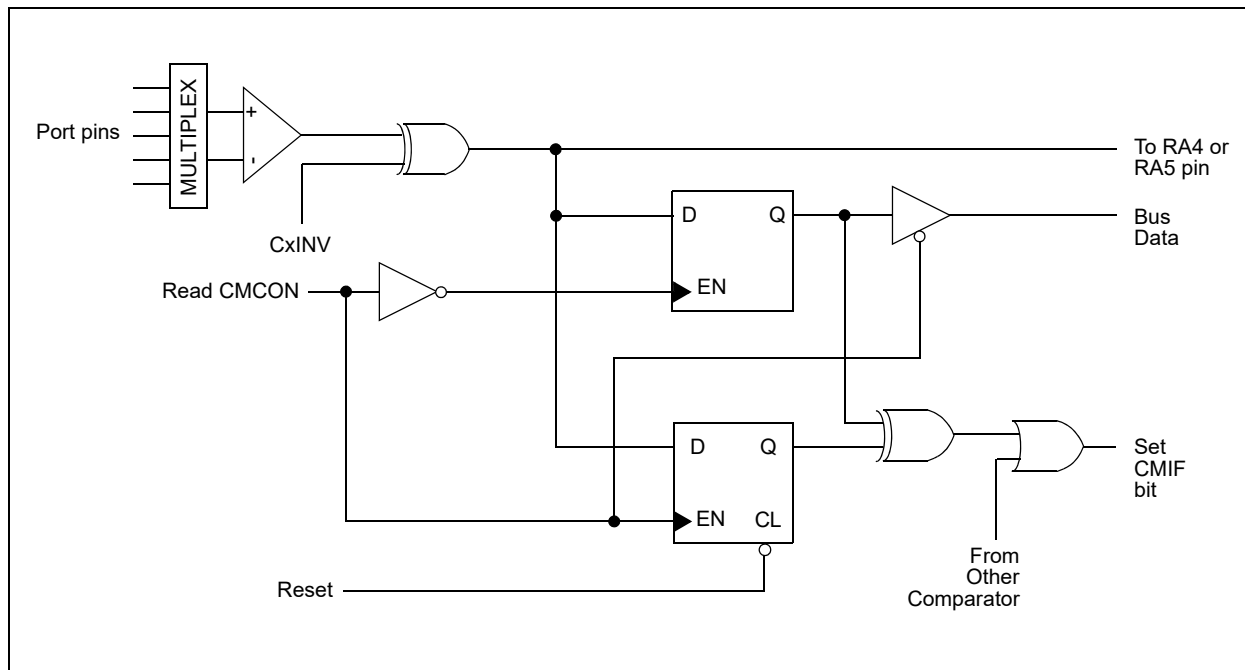 MULTIPLEX
Port pins
+
-
CxINV
To RA4 or
RA5 pin
D
Q
EN
Bus
Data
Read CMCON
D
Q
EN
CL
Set
CMIF
bit
From
Other
Comparator
Reset